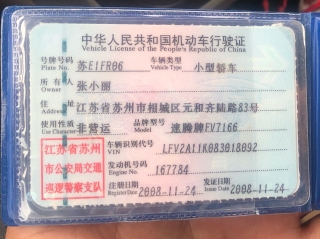 中华人民共和国机动车行驶证
Vehicle License of the People's Republic of China
号牌号码 苏E1FR06 车辆类型 小型轿车
Plate No. Vehicle Type
所有人 张小丽
Owner
住址 江苏省苏州市相城区元和齐陆路83号
Address
使用性质 非营运 品牌型号 速腾牌FV7166
Use Character Model
江苏省苏州
市公安局交通
巡逻警察支队
车辆识别代号 LFV2A11K083018092
VIN
发动机号码 167784
Engine No.
注册日期 2008-11-24 发证日期 2008-11-24
Register Date Issue Date